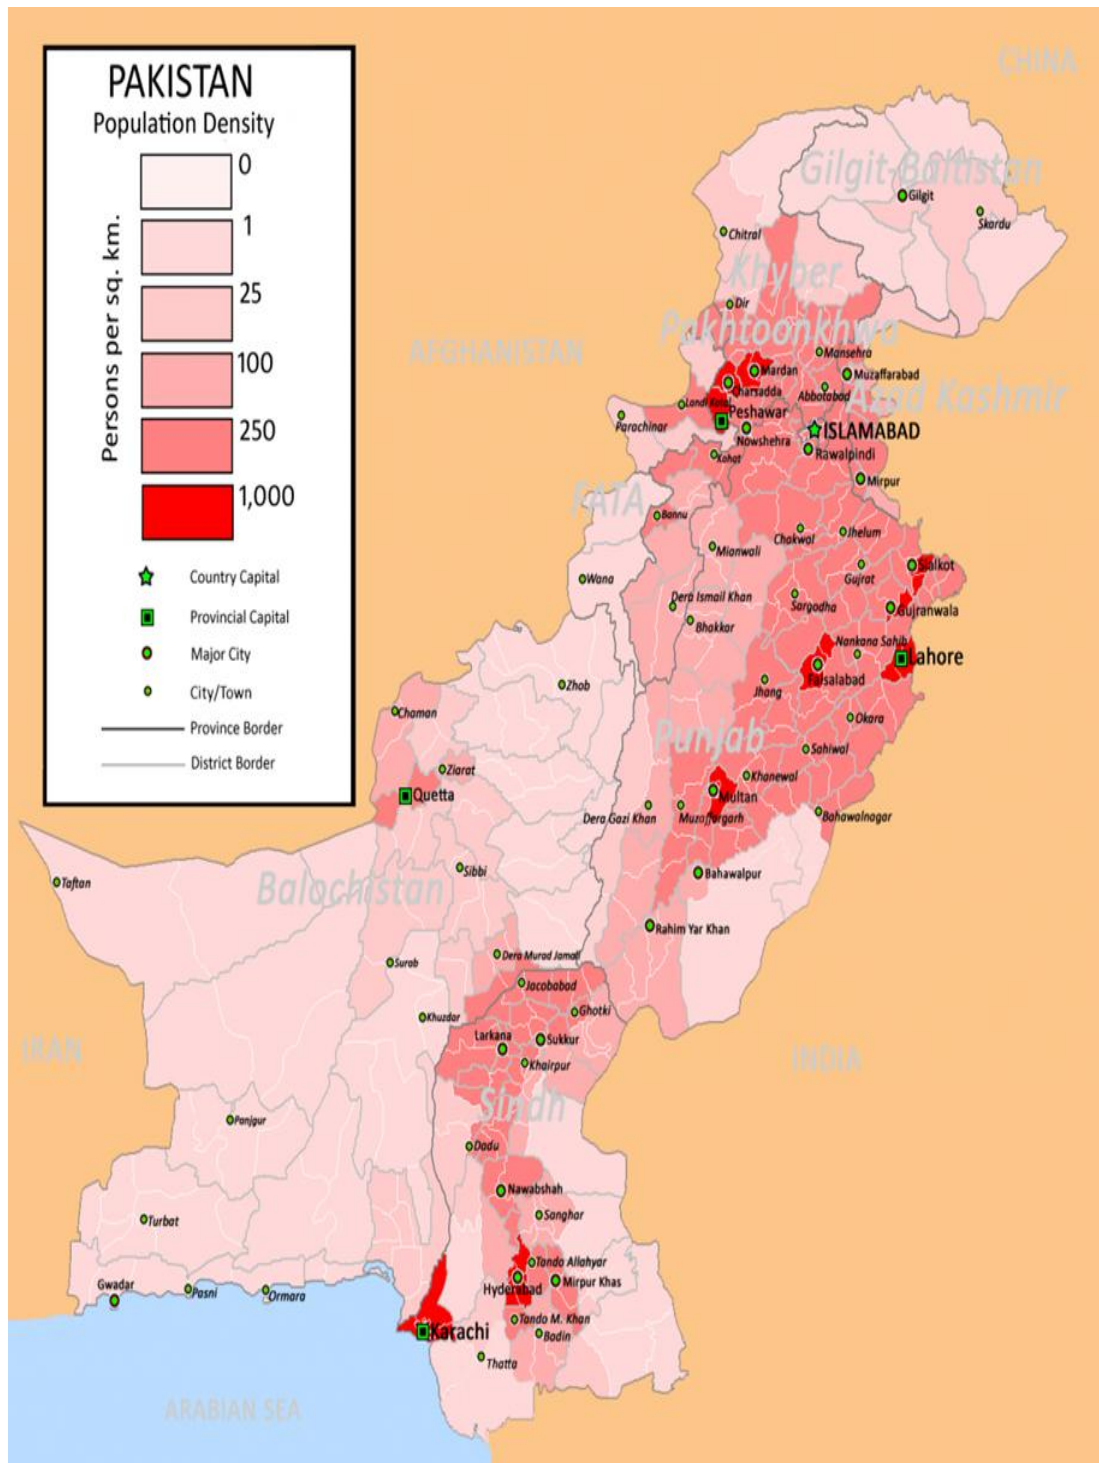 PAKISTAN
Population Density
Persons per sq. km.
0
1
25
100
250
1,000
Country Capital
Provincial Capital
Major City
City/Town
Province Border
District Border
CHINA
Gilgit-Baltistan
Gilgit
Skardu
Chitral
Khyber
Dir
Pakhtoonkhwa
AFGHANISTAN
Mansehra
Mardan
Muzaffarabad
Charsadda
Abbotabad
Azad Kashmir
Landi Kotal
Peshawar
Parachinar
ISLAMABAD
Nowshehra
Rawalpindi
Kohat
Mirpur
FATA
Bannu
Chakwal
Jhelum
Mianwali
Sialkot
Gujrat
Wana
Dera Ismail Khan
Sargodha
Gujranwala
Bhakkar
Nankana Sahib
Lahore
Faisalabad
Zhob
Jhang
Chaman
Okara
Punjab
Sahiwal
Ziarat
Khanewal
Quetta
Multan
Dera Gazi Khan
Muzaffargarh
Bahawalnagar
Taftan
Sibbi
Bahawalpur
Balochistan
Rahim Yar Khan
Dera Murad Jamali
Surab
Jacobabad
Khuzdar
Ghotki
Larkana
Sukkur
IRAN
INDIA
Khairpur
Sindh
Panjgur
Dadu
Nawabshah
Turbat
Sanghar
Tando Allahyar
Gwadar
Hyderabad
Mirpur Khas
Pasni
Ormara
Tando M. Khan
Karachi
Badin
Thatta
ARABIAN SEA